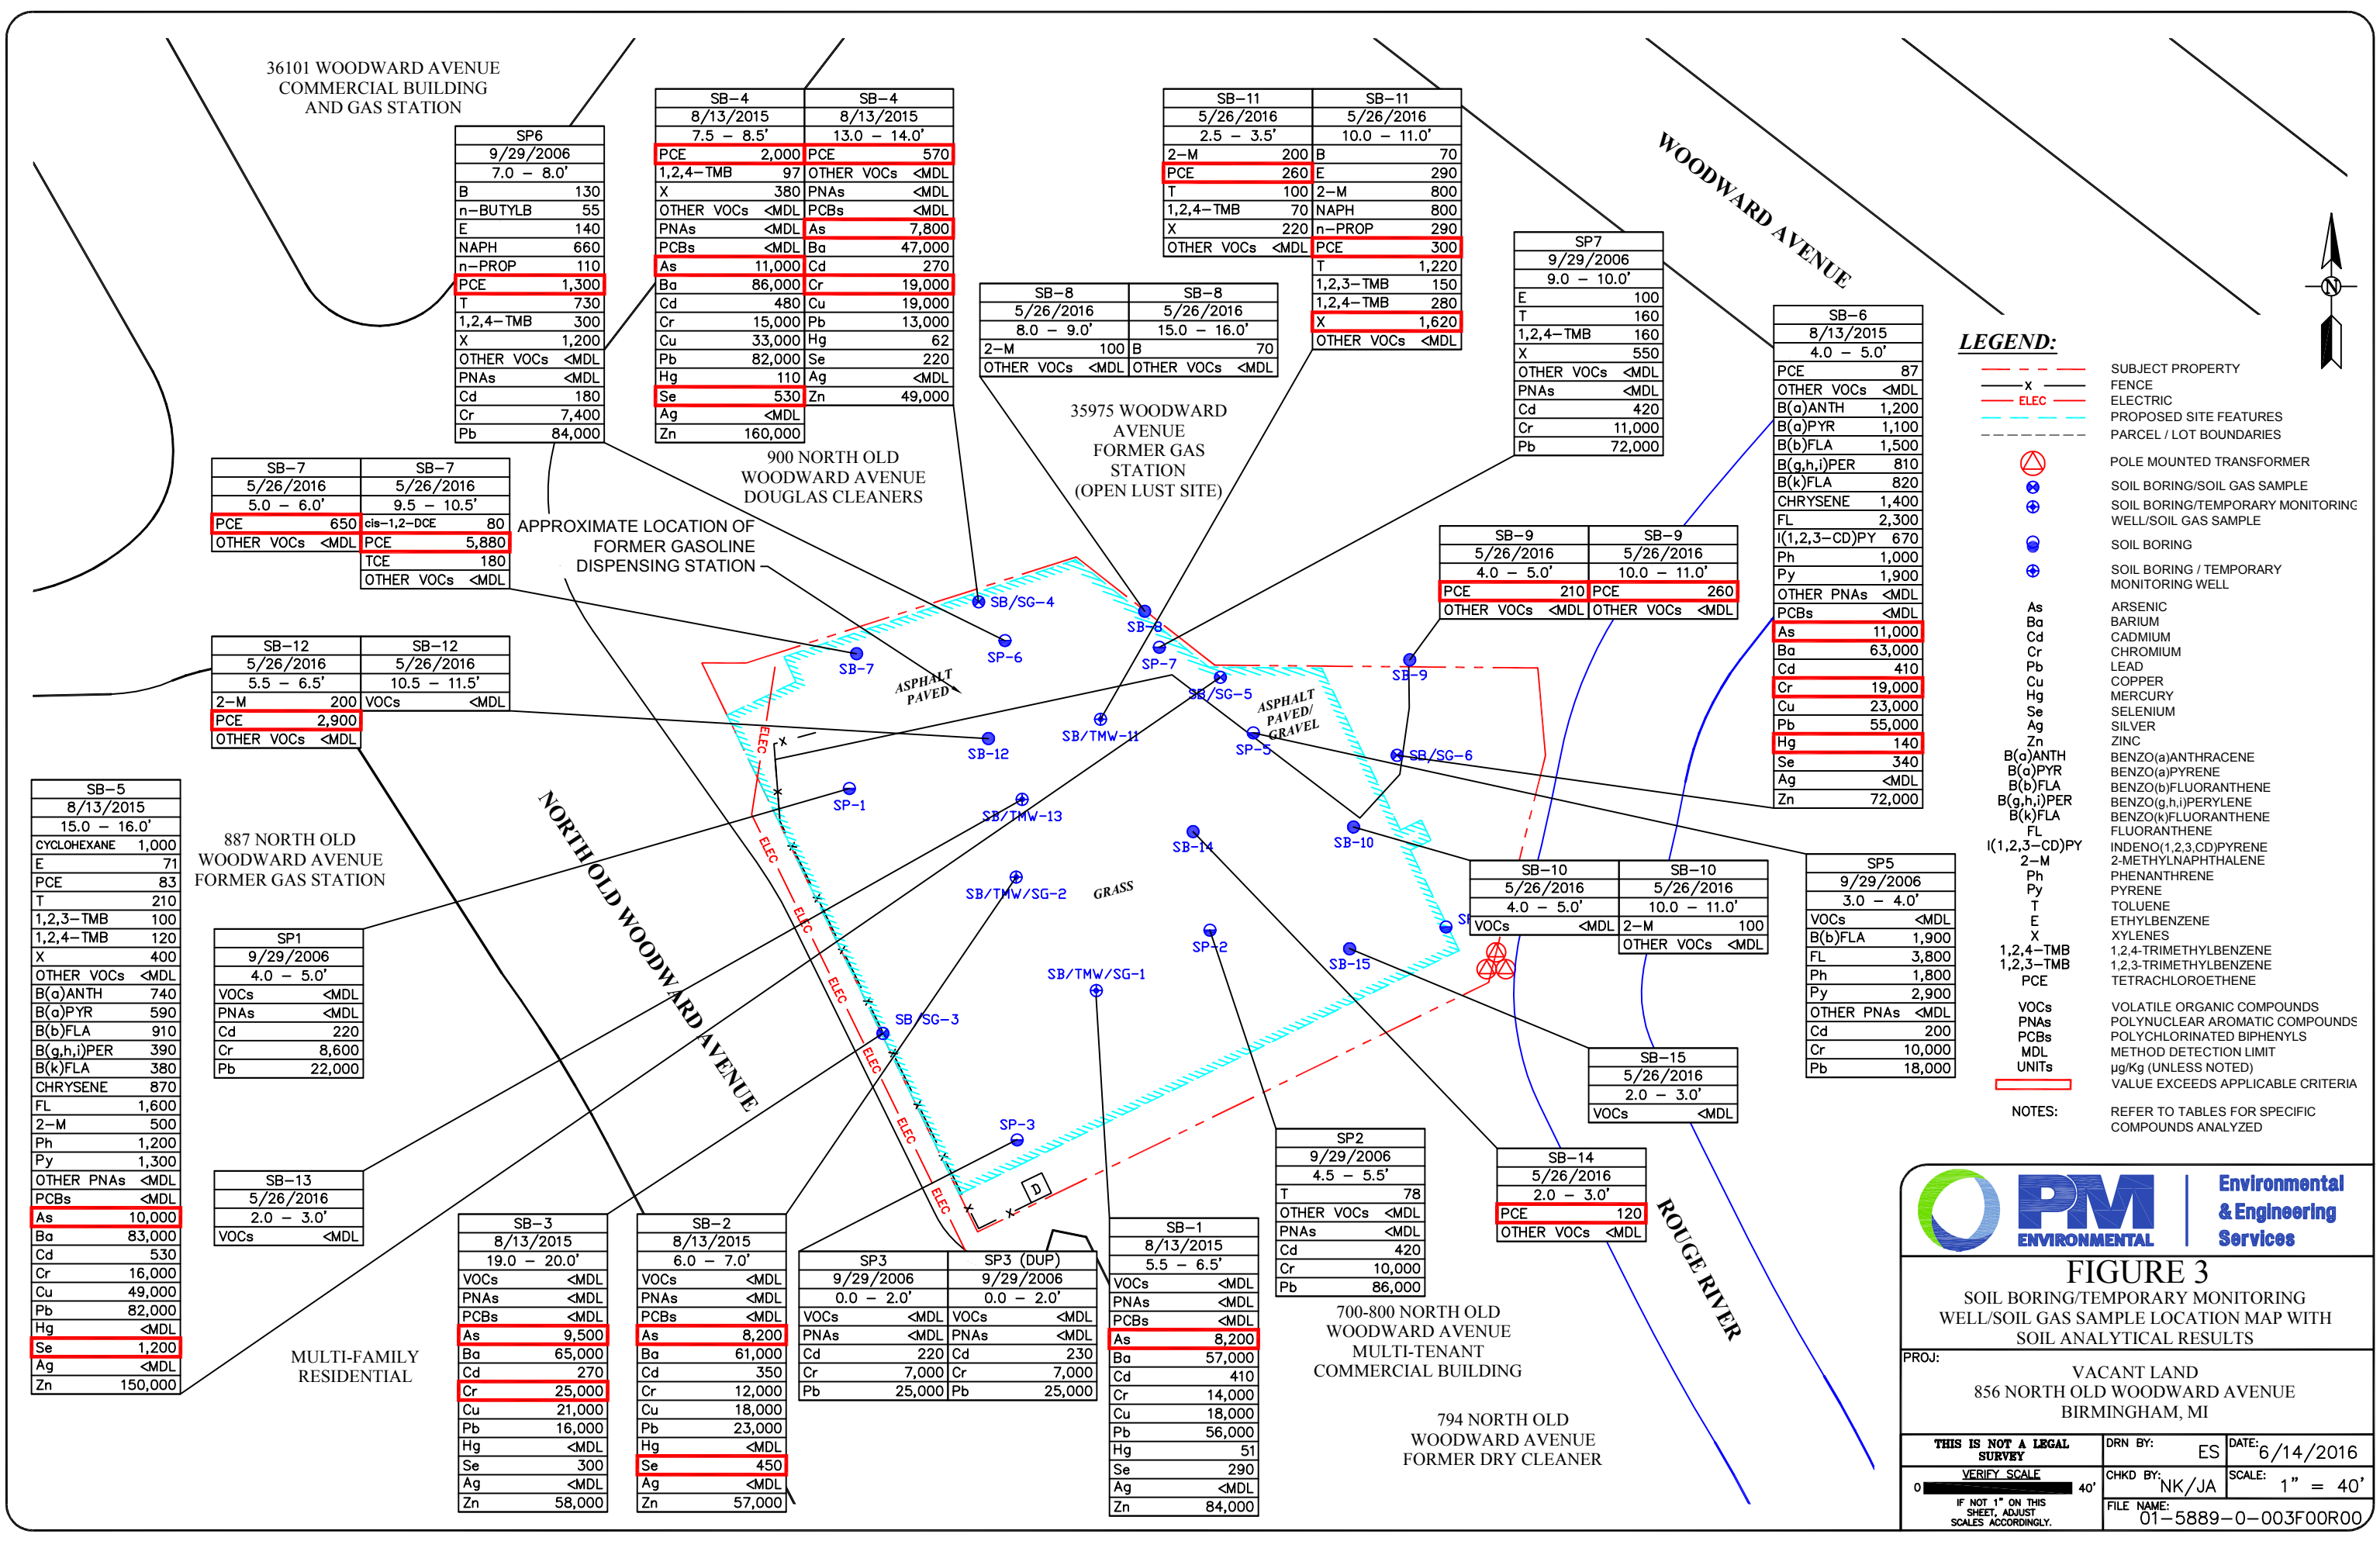 36101 WOODWARD AVENUE
COMMERCIAL BUILDING
AND GAS STATION
SP6
9/29/2006
7.0 – 8.0'
B 130
n–BUTYLB 55
E 140
NAPH 660
n–PROP 110
PCE 1,300
T 730
1,2,4–TMB 300
X 1,200
OTHER VOCs <MDL
PNAs <MDL
Cd 180
Cr 7,400
Pb 84,000
SB–4
8/13/2015
7.5 – 8.5'
PCE 2,000
1,2,4–TMB 97
X 380
OTHER VOCs <MDL
PNAs <MDL
PCBs <MDL
As 11,000
Ba 86,000
Cd 480
Cr 15,000
Cu 33,000
Pb 82,000
Hg 110
Se 530
Ag <MDL
Zn 160,000
SB–4
8/13/2015
13.0 – 14.0'
PCE 570
OTHER VOCs <MDL
PNAs <MDL
PCBs <MDL
As 7,800
Ba 47,000
Cd 270
Cr 19,000
Cu 19,000
Pb 13,000
Hg 62
Se 220
Ag <MDL
Zn 49,000
SB–11
5/26/2016
2.5 – 3.5'
2–M 200
PCE 260
T 100
1,2,4–TMB 70
X 220
OTHER VOCs <MDL
SB–11
5/26/2016
10.0 – 11.0'
B 70
E 290
2–M 800
NAPH 800
n–PROP 290
PCE 300
T 1,220
1,2,3–TMB 150
1,2,4–TMB 280
X 1,620
OTHER VOCs <MDL
SB–8
5/26/2016
8.0 – 9.0'
2–M 100
OTHER VOCs <MDL
SB–8
5/26/2016
15.0 – 16.0'
B 70
OTHER VOCs <MDL
SP7
9/29/2006
9.0 – 10.0'
E 100
T 160
1,2,4–TMB 160
X 550
OTHER VOCs <MDL
PNAs <MDL
Cd 420
Cr 11,000
Pb 72,000
WOODWARD AVENUE
N
SB–6
8/13/2015
4.0 – 5.0'
PCE 87
OTHER VOCs <MDL
B(a)ANTH 1,200
B(a)PYR 1,100
B(b)FLA 1,500
B(g,h,i)PER 810
B(k)FLA 820
CHRYSENE 1,400
FL 2,300
I(1,2,3–CD)PY 670
Ph 1,000
Py 1,900
OTHER PNAs <MDL
PCBs <MDL
As 11,000
Ba 63,000
Cd 410
Cr 19,000
Cu 23,000
Pb 55,000
Hg 140
Se 340
Ag <MDL
Zn 72,000
LEGEND:
SUBJECT PROPERTY
X FENCE
ELEC ELECTRIC
PROPOSED SITE FEATURES
PARCEL / LOT BOUNDARIES
POLE MOUNTED TRANSFORMER
SOIL BORING/SOIL GAS SAMPLE
SOIL BORING/TEMPORARY MONITORING
WELL/SOIL GAS SAMPLE
SOIL BORING
SOIL BORING / TEMPORARY
MONITORING WELL
As ARSENIC
Ba BARIUM
Cd CADMIUM
Cr CHROMIUM
Pb LEAD
Cu COPPER
Hg MERCURY
Se SELENIUM
Ag SILVER
Zn ZINC
B(a)ANTH BENZO(a)ANTHRACENE
B(a)PYR BENZO(a)PYRENE
B(b)FLA BENZO(b)FLUORANTHENE
B(g,h,i)PER BENZO(g,h,i)PERYLENE
B(k)FLA BENZO(k)FLUORANTHENE
FL FLUORANTHENE
I(1,2,3–CD)PY INDENO(1,2,3,CD)PYRENE
2–M 2-METHYLNAPHTHALENE
Ph PHENANTHRENE
Py PYRENE
T TOLUENE
E ETHYLBENZENE
X XYLENES
1,2,4–TMB 1,2,4-TRIMETHYLBENZENE
1,2,3–TMB 1,2,3-TRIMETHYLBENZENE
PCE TETRACHLOROETHENE
VOCs VOLATILE ORGANIC COMPOUNDS
PNAs POLYNUCLEAR AROMATIC COMPOUNDS
PCBs POLYCHLORINATED BIPHENYLS
MDL METHOD DETECTION LIMIT
UNITs µg/Kg (UNLESS NOTED)
VALUE EXCEEDS APPLICABLE CRITERIA
NOTES: REFER TO TABLES FOR SPECIFIC
COMPOUNDS ANALYZED
900 NORTH OLD
WOODWARD AVENUE
DOUGLAS CLEANERS
35975 WOODWARD
AVENUE
FORMER GAS
STATION
(OPEN LUST SITE)
SB–7
5/26/2016
5.0 – 6.0'
PCE 650
OTHER VOCs <MDL
SB–7
5/26/2016
9.5 – 10.5'
cis–1,2–DCE 80
PCE 5,880
TCE 180
OTHER VOCs <MDL
APPROXIMATE LOCATION OF
FORMER GASOLINE
DISPENSING STATION
SB–9
5/26/2016
4.0 – 5.0'
PCE 210
OTHER VOCs <MDL
SB–9
5/26/2016
10.0 – 11.0'
PCE 260
OTHER VOCs <MDL
SB–12
5/26/2016
5.5 – 6.5'
2–M 200
PCE 2,900
OTHER VOCs <MDL
SB–12
5/26/2016
10.5 – 11.5'
VOCs <MDL
SB/SG–4
SB–8
SP–6
SP–7
SB–7
SB–9
ASPHALT
PAVED
SB/SG–5
ASPHALT
PAVED/
GRAVEL
SB/TMW–11
SP–5
SB/SG–6
SB–12
SP–1
SB/TMW–13
SB–14
SB–10
SB/TMW/SG–2
GRASS
SP–2
SB–15
SB/TMW/SG–1
SB/SG–3
SP–3
ELEC
ELEC
ELEC
ELEC
ELEC
ELEC
ELEC
NORTH OLD WOODWARD AVENUE
887 NORTH OLD
WOODWARD AVENUE
FORMER GAS STATION
SB–5
8/13/2015
15.0 – 16.0'
CYCLOHEXANE 1,000
E 71
PCE 83
T 210
1,2,3–TMB 100
1,2,4–TMB 120
X 400
OTHER VOCs <MDL
B(a)ANTH 740
B(a)PYR 590
B(b)FLA 910
B(g,h,i)PER 390
B(k)FLA 380
CHRYSENE 870
FL 1,600
2–M 500
Ph 1,200
Py 1,300
OTHER PNAs <MDL
PCBs <MDL
As 10,000
Ba 83,000
Cd 530
Cr 16,000
Cu 49,000
Pb 82,000
Hg <MDL
Se 1,200
Ag <MDL
Zn 150,000
SP1
9/29/2006
4.0 – 5.0'
VOCs <MDL
PNAs <MDL
Cd 220
Cr 8,600
Pb 22,000
SB–10
5/26/2016
4.0 – 5.0'
VOCs <MDL
SB–10
5/26/2016
10.0 – 11.0'
2–M 100
OTHER VOCs <MDL
SP5
9/29/2006
3.0 – 4.0'
VOCs <MDL
B(b)FLA 1,900
FL 3,800
Ph 1,800
Py 2,900
OTHER PNAs <MDL
Cd 200
Cr 10,000
Pb 18,000
SB–15
5/26/2016
2.0 – 3.0'
VOCs <MDL
SB–13
5/26/2016
2.0 – 3.0'
VOCs <MDL
SB–3
8/13/2015
19.0 – 20.0'
VOCs <MDL
PNAs <MDL
PCBs <MDL
As 9,500
Ba 65,000
Cd 270
Cr 25,000
Cu 21,000
Pb 16,000
Hg <MDL
Se 300
Ag <MDL
Zn 58,000
SB–2
8/13/2015
6.0 – 7.0'
VOCs <MDL
PNAs <MDL
PCBs <MDL
As 8,200
Ba 61,000
Cd 350
Cr 12,000
Cu 18,000
Pb 23,000
Hg <MDL
Se 450
Ag <MDL
Zn 57,000
SP3
9/29/2006
0.0 – 2.0'
VOCs <MDL
PNAs <MDL
Cd 220
Cr 7,000
Pb 25,000
SP3 (DUP)
9/29/2006
0.0 – 2.0'
VOCs <MDL
PNAs <MDL
Cd 230
Cr 7,000
Pb 25,000
SB–1
8/13/2015
5.5 – 6.5'
VOCs <MDL
PNAs <MDL
PCBs <MDL
As 8,200
Ba 57,000
Cd 410
Cr 14,000
Cu 18,000
Pb 56,000
Hg 51
Se 290
Ag <MDL
Zn 84,000
SP2
9/29/2006
4.5 – 5.5'
T 78
OTHER VOCs <MDL
PNAs <MDL
Cd 420
Cr 10,000
Pb 86,000
SB–14
5/26/2016
2.0 – 3.0'
PCE 120
OTHER VOCs <MDL
ROUGE RIVER
MULTI-FAMILY
RESIDENTIAL
700-800 NORTH OLD
WOODWARD AVENUE
MULTI-TENANT
COMMERCIAL BUILDING
794 NORTH OLD
WOODWARD AVENUE
FORMER DRY CLEANER
PM
ENVIRONMENTAL
Environmental
& Engineering
Services
FIGURE 3
SOIL BORING/TEMPORARY MONITORING
WELL/SOIL GAS SAMPLE LOCATION MAP WITH
SOIL ANALYTICAL RESULTS
PROJ:
VACANT LAND
856 NORTH OLD WOODWARD AVENUE
BIRMINGHAM, MI
THIS IS NOT A LEGAL
SURVEY
VERIFY SCALE
0 40'
IF NOT 1" ON THIS
SHEET, ADJUST
SCALES ACCORDINGLY.
DRN BY: ES
DATE: 6/14/2016
CHKD BY: NK/JA
SCALE: 1" = 40'
FILE NAME:
01–5889–0–003F00R00